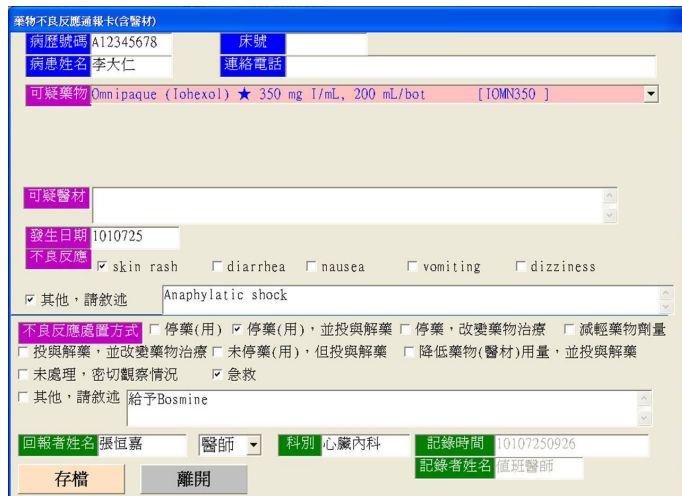 藥物不良反應通報卡(含醫材)
病歷號碼 A12345678 床號
病患姓名 李大仁 連絡電話
可疑藥物 Omnipaque (Iohexol) ★ 350 mg I/mL, 200 mL/bot [IOMN350 ]
可疑醫材
發生日期 1010725
不良反應 skin rash diarrhea nausea vomiting dizziness
其他，請敘述 Anaphylatic shock
不良反應處置方式 停藥(用) 停藥(用)，並投與解藥 停藥，改變藥物治療 減輕藥物劑量
投與解藥，並改變藥物治療 未停藥(用)，但投與解藥 降低藥物(醫材)用量，並投與解藥
未處理，密切觀察情況 急救
其他，請敘述 給予Bosmine
回報者姓名 張恒嘉 醫師 科別 心臟內科 記錄時間 10107250926
記錄者姓名 值班醫師
存檔 離開